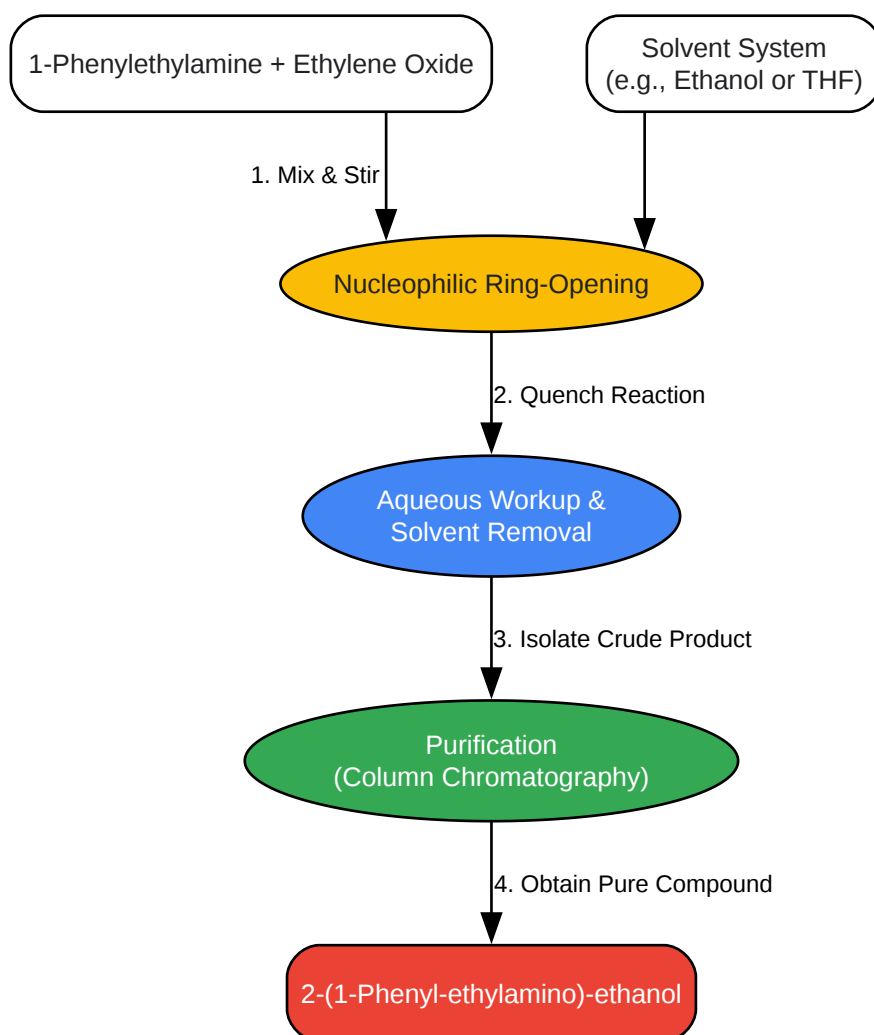 1-Phenylethylamine + Ethylene Oxide
Solvent System
(e.g., Ethanol or THF)
1. Mix & Stir
Nucleophilic Ring-Opening
2. Quench Reaction
Aqueous Workup &
Solvent Removal
3. Isolate Crude Product
Purification
(Column Chromatography)
4. Obtain Pure Compound
2-(1-Phenyl-ethylamino)-ethanol